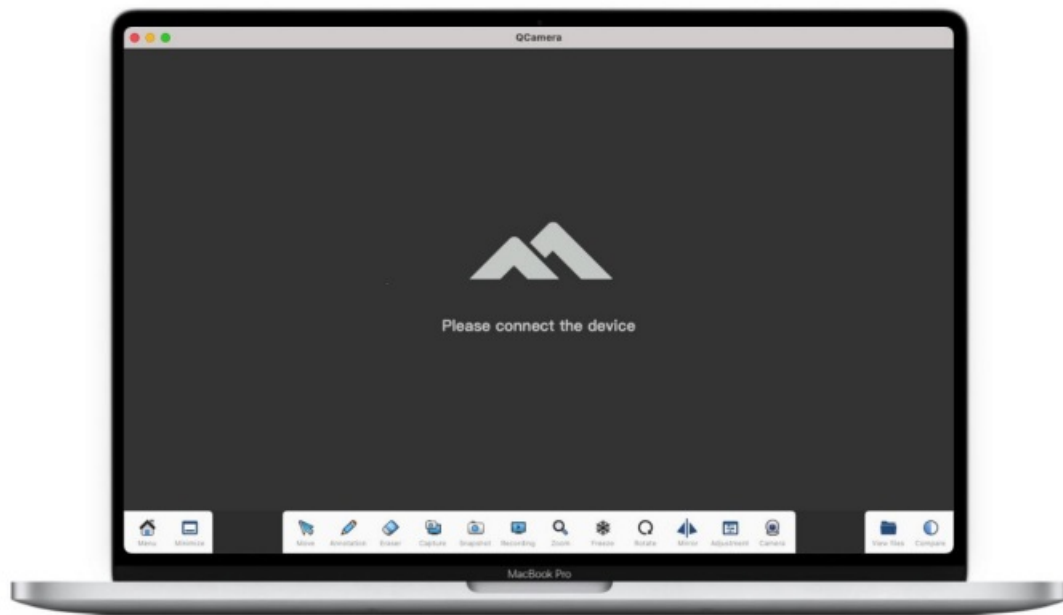 QCamera
Please connect the device
Menu Minimize Move Annotation Eraser Capture Snapshot Recording Zoom Freeze Rotate Mirror Adjustment Camera View files Compare
MacBook Pro